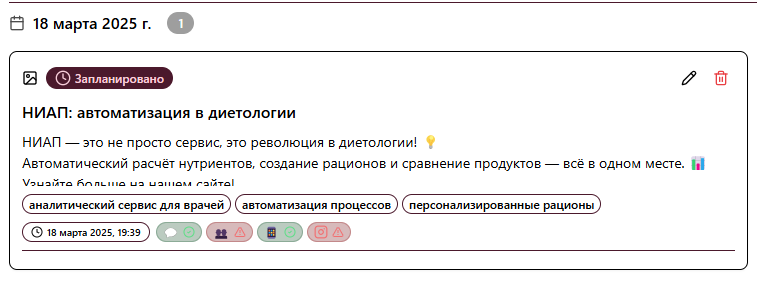 18 марта 2025 г. 1
Запланировано
НИАП: автоматизация в диетологии
НИАП — это не просто сервис, это революция в диетологии! 💡
Автоматический расчёт нутриентов, создание рационов и сравнение продуктов — всё в одном месте. 📊
Узнайте больше на нашем сайте!
аналитический сервис для врачей автоматизация процессов персонализированные рационы
18 марта 2025, 19:39